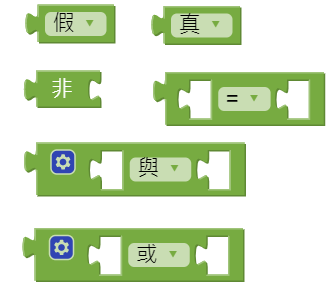 假 真
非 =
與
或